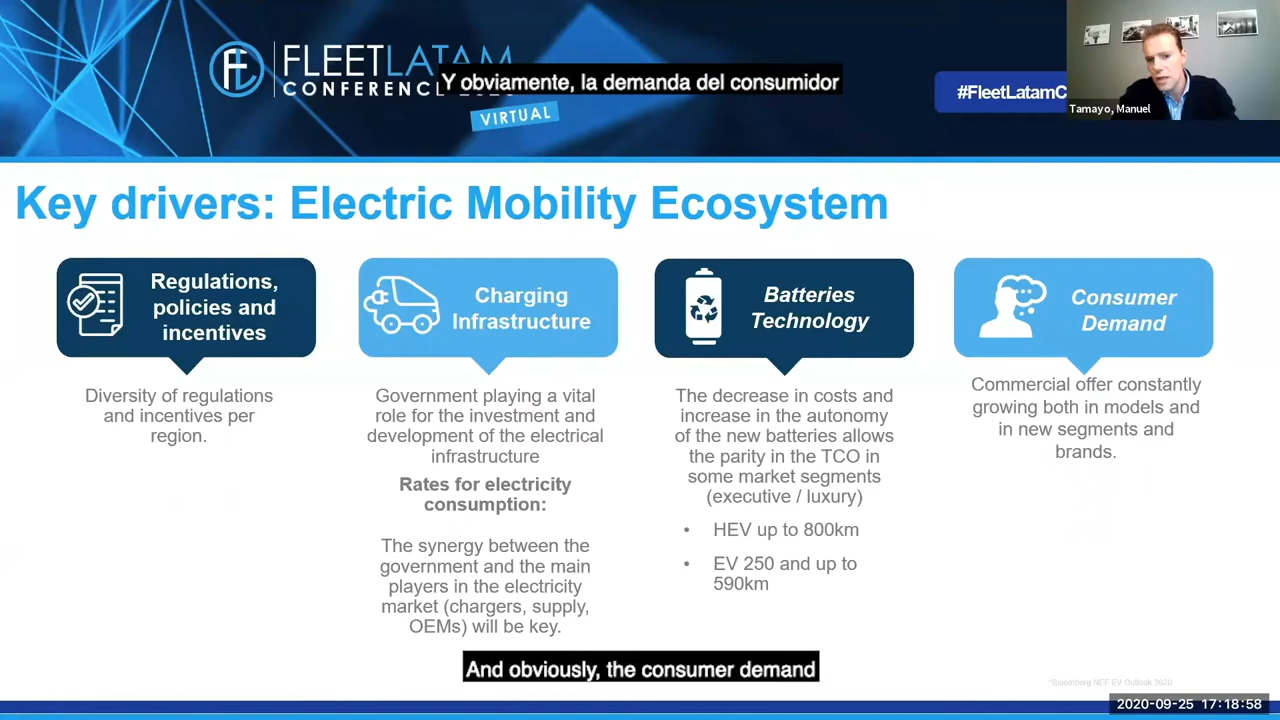 FLEETLATAM
CONFERENC
VIRTUAL
Y obviamente, la demanda del consumidor
#FleetLatamC
Tamayo, Manuel
Key drivers: Electric Mobility Ecosystem
Regulations,
policies and
incentives
Diversity of regulations
and incentives per
region.
Charging
Infrastructure
Government playing a vital
role for the investment and
development of the electrical
infrastructure
Rates for electricity
consumption:
The synergy between the
government and the main
players in the electricity
market (chargers, supply,
OEMs) will be key.
Batteries
Technology
The decrease in costs and
increase in the autonomy
of the new batteries allows
the parity in the TCO in
some market segments
(executive / luxury)
• HEV up to 800km
• EV 250 and up to
590km
Consumer
Demand
Commercial offer constantly
growing both in models and
in new segments and
brands.
And obviously, the consumer demand
*Bloomberg NEF EV Outlook 2020
2020-09-25 17:18:58